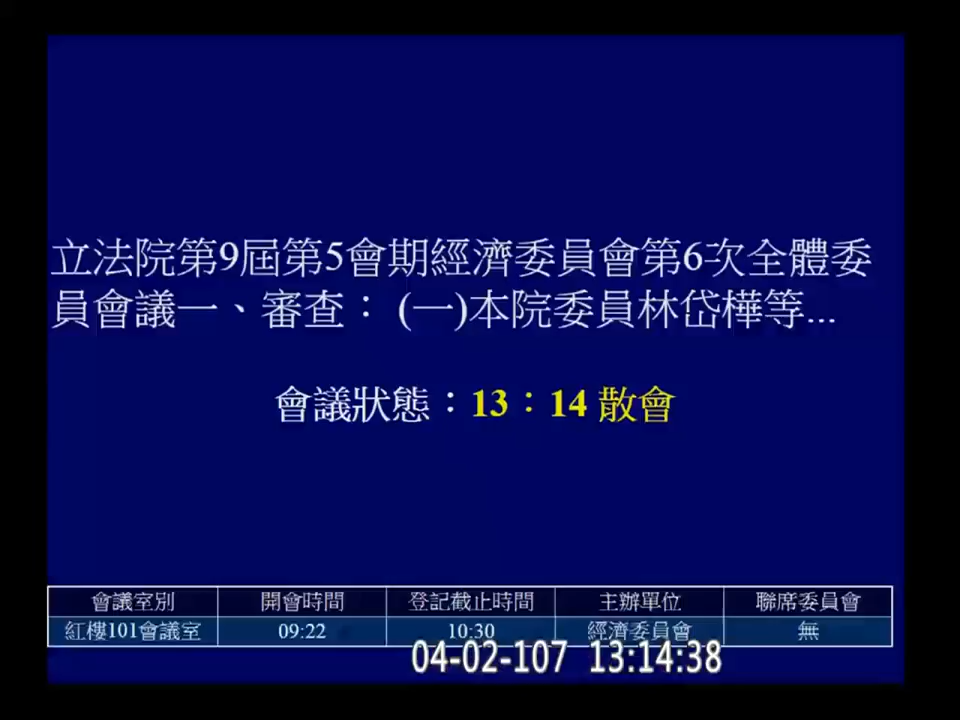 立法院第9屆第5會期經濟委員會第6次全體委
員會議一、審查：(一)本院委員林岱樺等...
會議狀態：13：14 散會
會議室別 開會時間 登記截止時間 主辦單位 聯席委員會
紅樓101會議室 09:22 10:30 經濟委員會 無
04-02-107 13:14:38